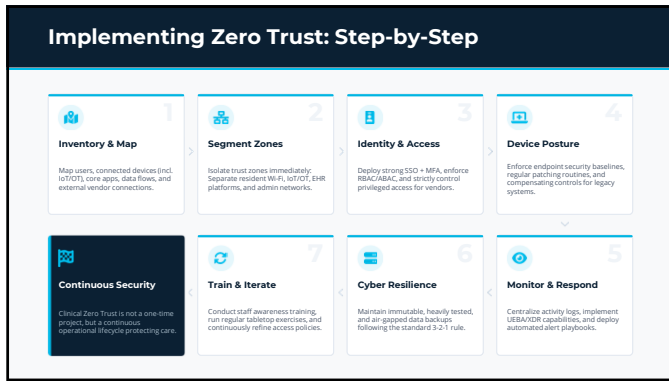 Implementing Zero Trust: Step-by-Step
1
Inventory & Map
Map users, connected devices (incl.
IoT/OT), core apps, data flows, and
external vendor connections.
2
Segment Zones
Isolate trust zones immediately:
Separate resident Wi-Fi, IoT/OT, EHR
platforms, and admin networks.
3
Identity & Access
Deploy strong SSO + MFA, enforce
RBAC/ABAC, and strictly control
privileged access for vendors.
4
Device Posture
Enforce endpoint security baselines,
regular patching routines, and
compensating controls for legacy
systems.
5
Monitor & Respond
Centralize activity logs, implement
UEBA/XDR capabilities, and deploy
automated alert playbooks.
6
Cyber Resilience
Maintain immutable, heavily tested,
and air-gapped data backups
following the standard 3-2-1 rule.
7
Train & Iterate
Conduct staff awareness training,
run regular tabletop exercises, and
continuously refine access policies.
Continuous Security
Clinical Zero Trust is not a one-time
project, but a continuous
operational lifecycle protecting care.